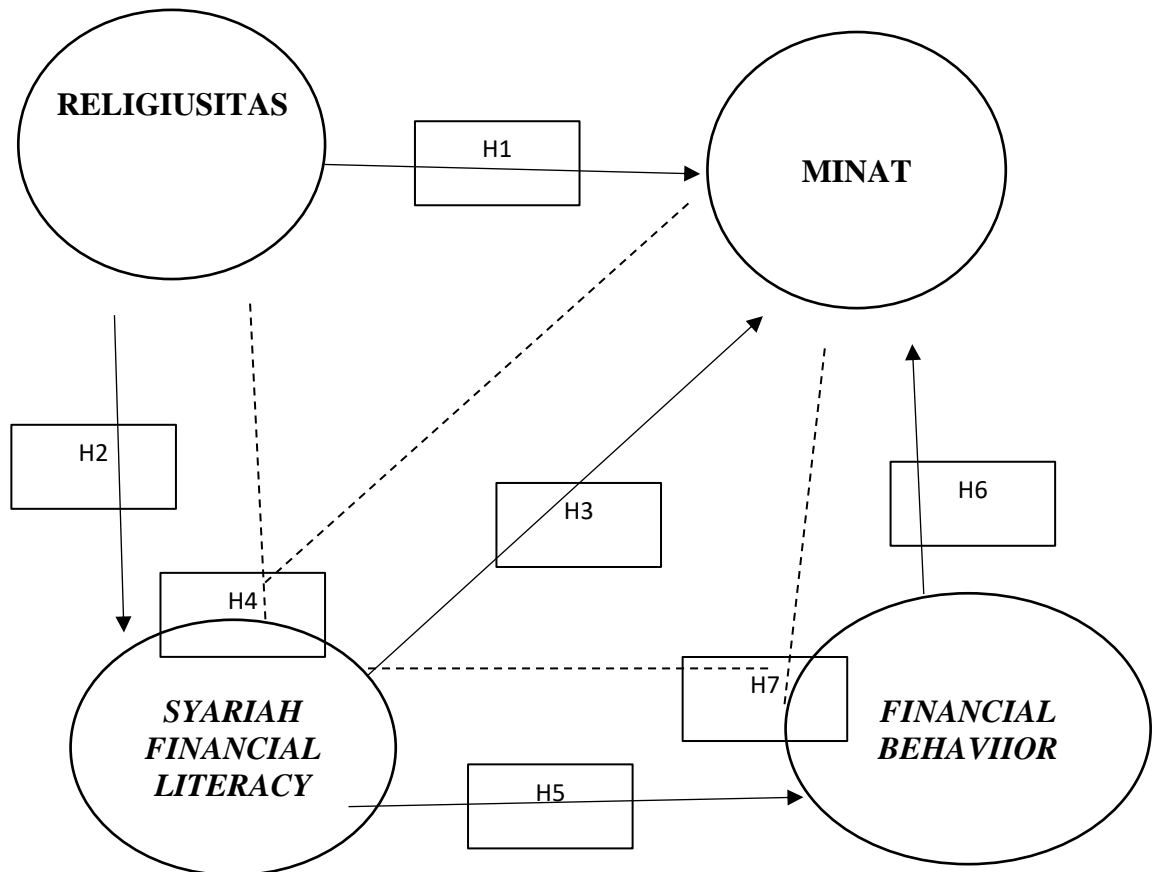 RELIGIUSITAS
H1
MINAT
H2
H3
H6
H4
H7
SYARIAH
FINANCIAL
LITERACY
FINANCIAL
BEHAVIIOR
H5